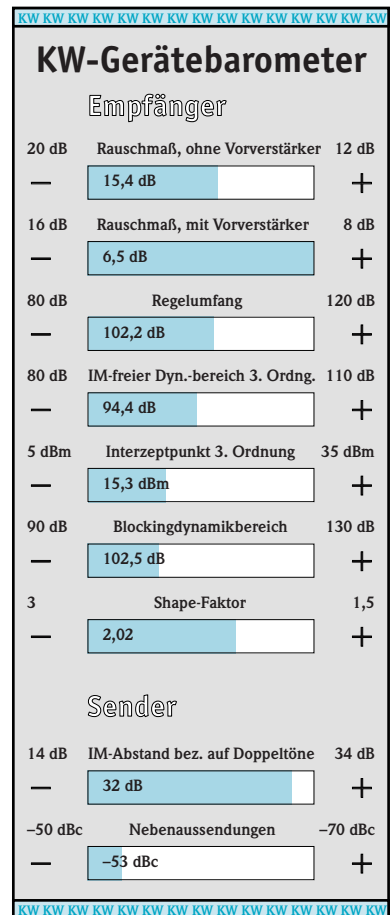 KW KW KW KW KW KW KW KW KW KW KW KW KW KW KW
KW-Gerätebarometer
Empfänger
20 dB Rauschmaß, ohne Vorverstärker 12 dB
– 15,4 dB +
16 dB Rauschmaß, mit Vorverstärker 8 dB
– 6,5 dB +
80 dB Regelumfang 120 dB
– 102,2 dB +
80 dB IM-freier Dyn.-bereich 3. Ordng. 110 dB
– 94,4 dB +
5 dBm Interzeptpunkt 3. Ordnung 35 dBm
– 15,3 dBm +
90 dB Blockingdynamikbereich 130 dB
– 102,5 dB +
3 Shape-Faktor 1,5
– 2,02 +
Sender
14 dB IM-Abstand bez. auf Doppeltöne 34 dB
– 32 dB +
–50 dBc Nebenaussendungen –70 dBc
– –53 dBc +
KW KW KW KW KW KW KW KW KW KW KW KW KW KW KW